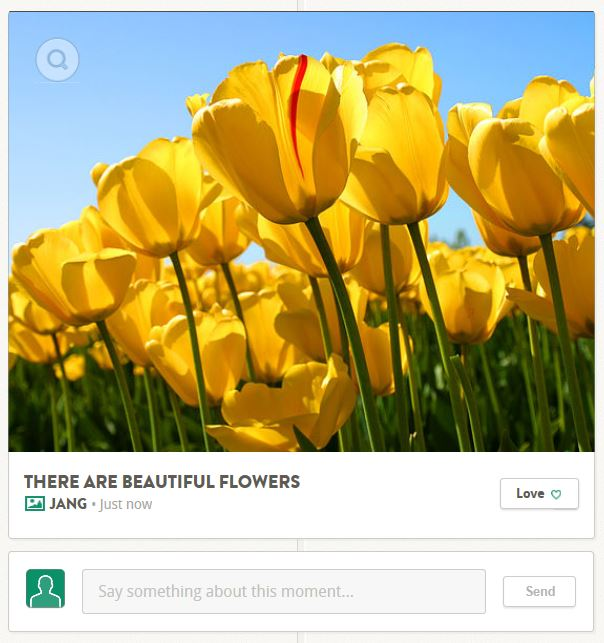 THERE ARE BEAUTIFUL FLOWERS
JANG • Just now
Love
Say something about this moment...
Send